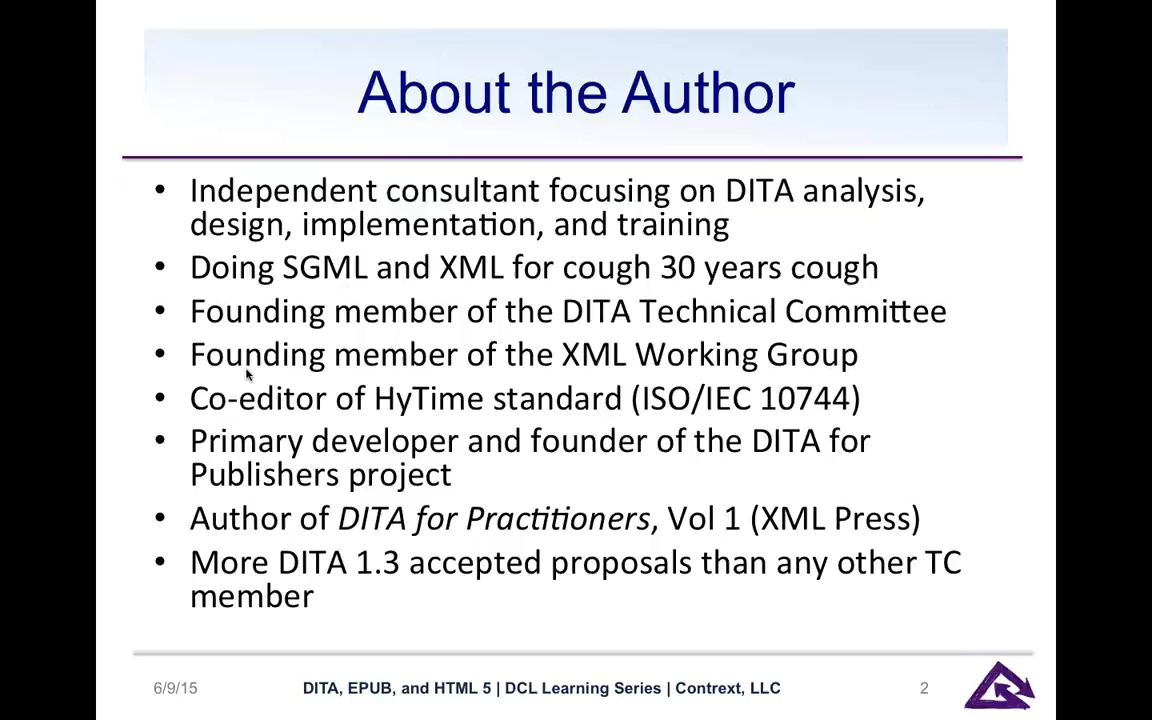 About the Author
• Independent consultant focusing on DITA analysis,
design, implementation, and training
• Doing SGML and XML for cough 30 years cough
• Founding member of the DITA Technical Committee
• Founding member of the XML Working Group
• Co-editor of HyTime standard (ISO/IEC 10744)
• Primary developer and founder of the DITA for
Publishers project
• Author of DITA for Practitioners, Vol 1 (XML Press)
• More DITA 1.3 accepted proposals than any other TC
member
6/9/15 DITA, EPUB, and HTML 5 | DCL Learning Series | Contrext, LLC 2